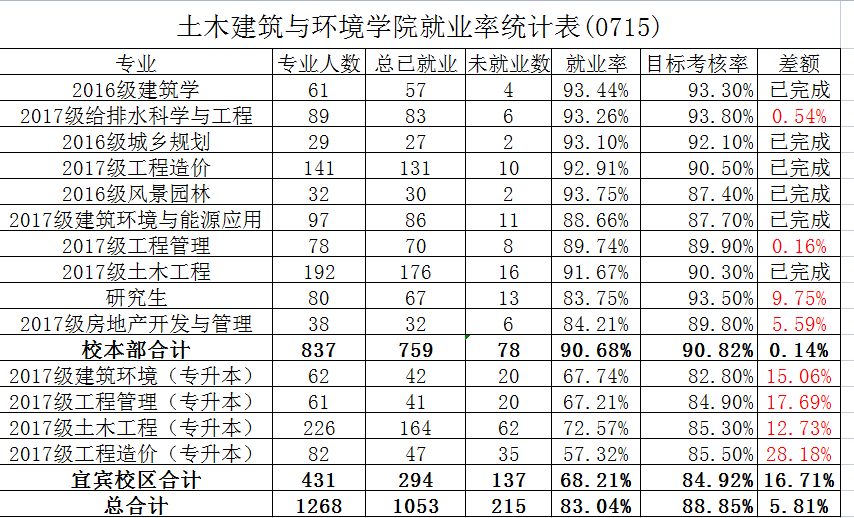 土木建筑与环境学院就业率统计表(0715)
专业 专业人数 总已就业 未就业数 就业率 目标考核率 差额
2016级建筑学 61 57 4 93.44% 93.30% 已完成
2017级给排水科学与工程 89 83 6 93.26% 93.80% 0.54%
2016级城乡规划 29 27 2 93.10% 92.10% 已完成
2017级工程造价 141 131 10 92.91% 90.50% 已完成
2016级风景园林 32 30 2 93.75% 87.40% 已完成
2017级建筑环境与能源应用 97 86 11 88.66% 87.70% 已完成
2017级工程管理 78 70 8 89.74% 89.90% 0.16%
2017级土木工程 192 176 16 91.67% 90.30% 已完成
研究生 80 67 13 83.75% 93.50% 9.75%
2017级房地产开发与管理 38 32 6 84.21% 89.80% 5.59%
校本部合计 837 759 78 90.68% 90.82% 0.14%
2017级建筑环境（专升本） 62 42 20 67.74% 82.80% 15.06%
2017级工程管理（专升本） 61 41 20 67.21% 84.90% 17.69%
2017级土木工程（专升本） 226 164 62 72.57% 85.30% 12.73%
2017级工程造价（专升本） 82 47 35 57.32% 85.50% 28.18%
宜宾校区合计 431 294 137 68.21% 84.92% 16.71%
总合计 1268 1053 215 83.04% 88.85% 5.81%